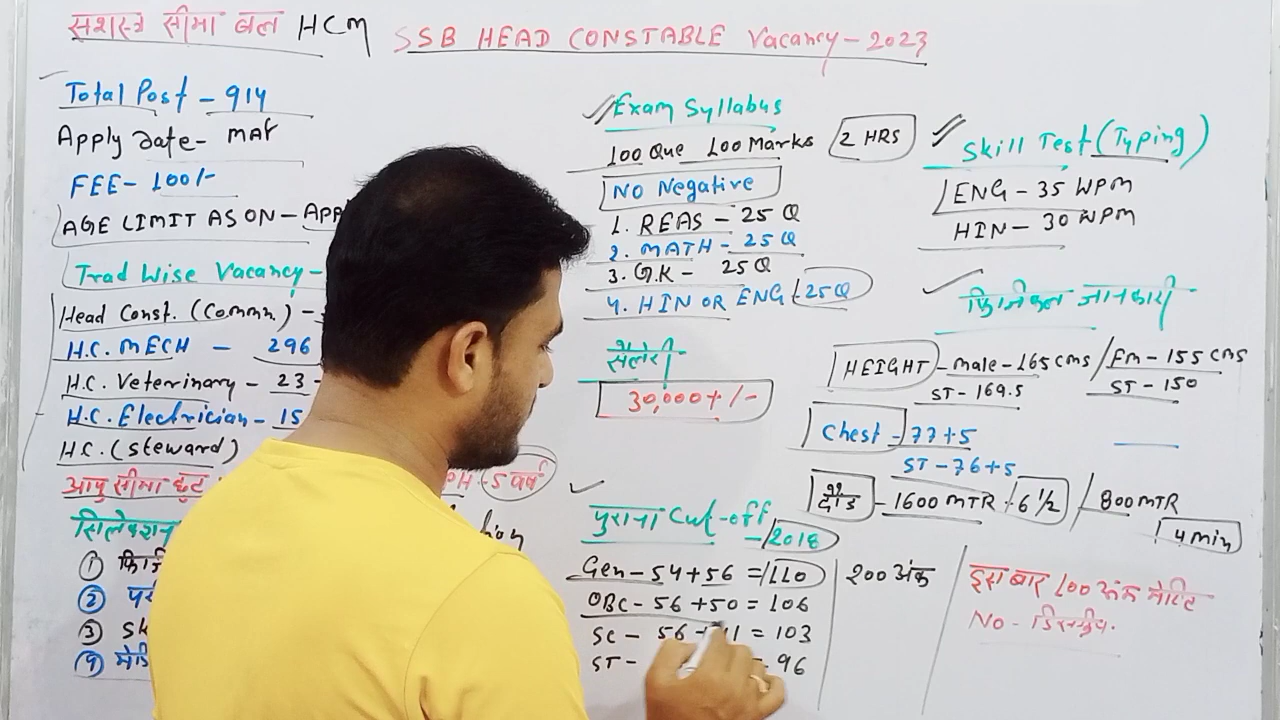 सशस्त्र सीमा बल HCM SSB HEAD CONSTABLE Vacancy - 2023
Total Post - 914
Apply Date - MAY
FEE - 100/-
AGE LIMIT AS ON - APP
Trad Wise Vacancy -
Head Const. (Commn.) -
H.C. MECH - 296
H.C. Veterinary - 23 -
H.C. Electrician - 15
H.C. (Steward)
आयु सीमा छूट PH - 5 वर्ष
सिलेक्शन
①
②
③ SK
④ मेडि
Exam Syllabus
100 Que 100 Marks 2 HRS
NO Negative
1. REAS - 25 Q
2. MATH - 25 Q
3. G.K - 25 Q
4. HIN OR ENG - 25 Q
सैलरी
30,000+/-
पुराना Cut-off - 2018
Gen - 54+56 = 110
OBC - 56+50 = 106
SC - 56+ = 103
ST - = 96
200 अंक
Skill Test (Typing)
ENG - 35 WPM
HIN - 30 WPM
फिजिकल जानकारी
HEIGHT - male - 165 cms / Fm - 155 cms
ST - 169.5 ST - 150
Chest - 77+5
ST - 76+5
दौड़ - 1600 MTR - 6 1/2 / 800 MTR
4 min
इस बार 100 अंक मेरिट
NO - डिस्क्रिप.